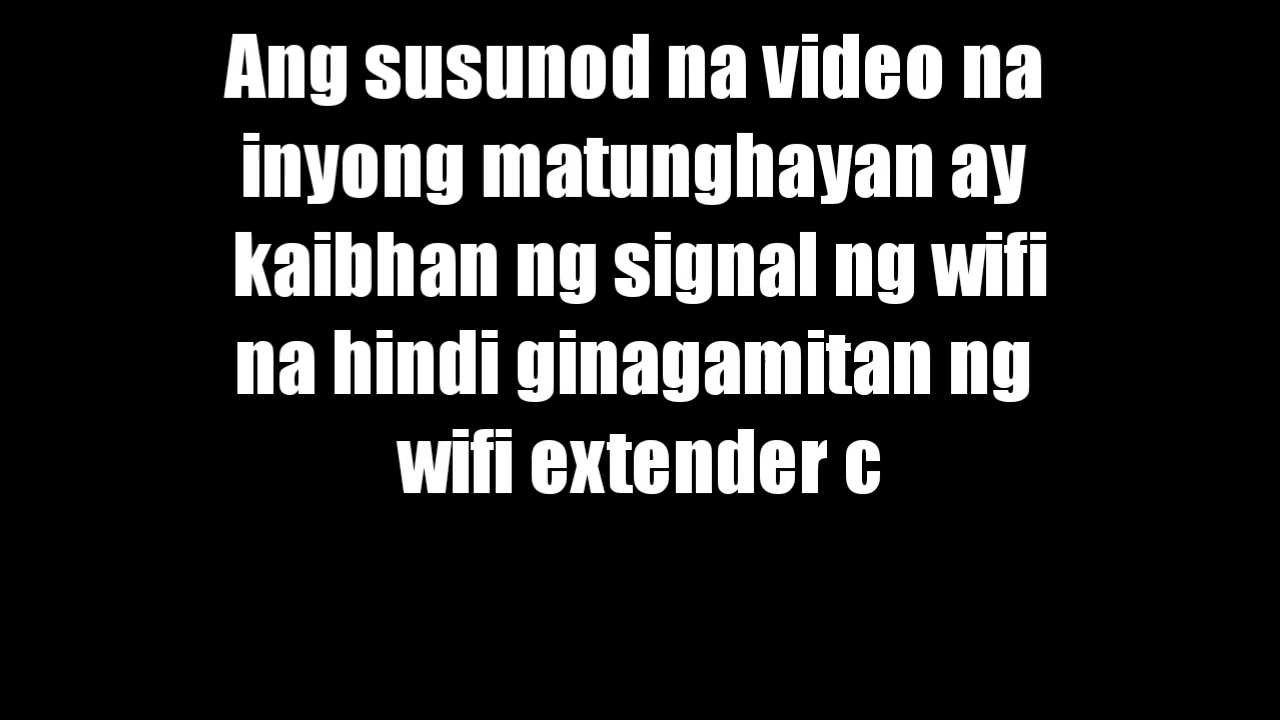 Ang susunod na video na
inyong matunghayan ay
kaibhan ng signal ng wifi
na hindi ginagamitan ng
wifi extender c